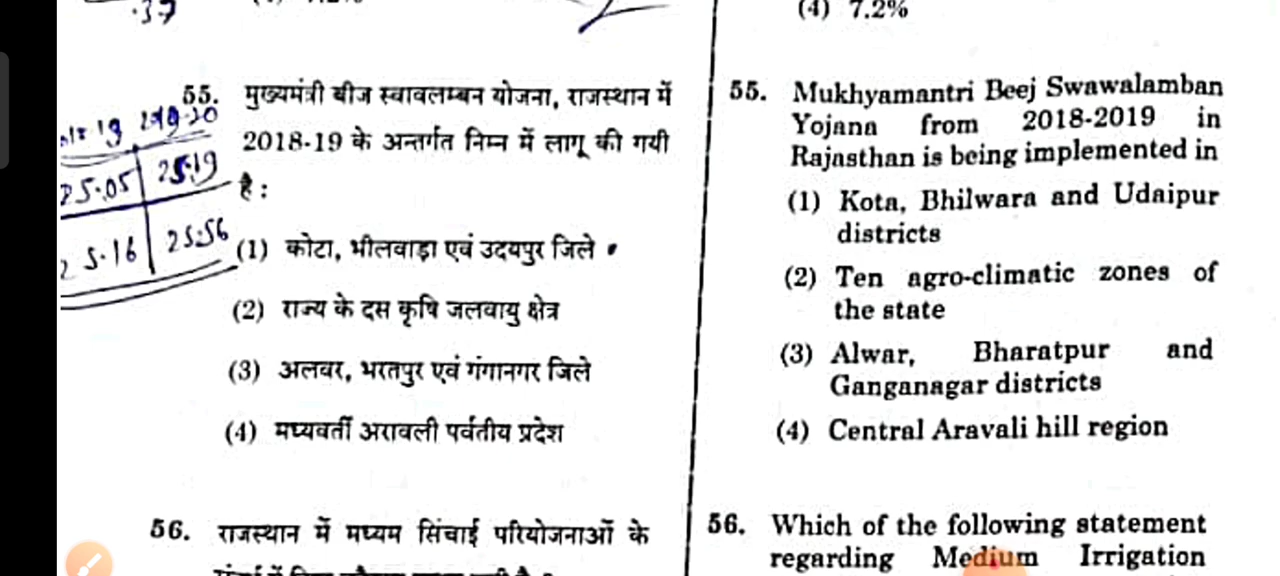 .37
(4) 7.2%
55. मुख्यमंत्री बीज स्वावलम्बन योजना, राजस्थान में
2018-19 के अन्तर्गत निम्न में लागू की गयी
है :
(1) कोटा, भीलवाड़ा एवं उदयपुर जिले
(2) राज्य के दस कृषि जलवायु क्षेत्र
(3) अलवर, भरतपुर एवं गंगानगर जिले
(4) मध्यवर्ती अरावली पर्वतीय प्रदेश
56. राजस्थान में मध्यम सिंचाई परियोजनाओं के
25.19
25.56
55. Mukhyamantri Beej Swawalamban
Yojana from 2018-2019 in
Rajasthan is being implemented in
(1) Kota, Bhilwara and Udaipur
districts
(2) Ten agro-climatic zones of
the state
(3) Alwar, Bharatpur and
Ganganagar districts
(4) Central Aravali hill region
56. Which of the following statement
regarding Medium Irrigation